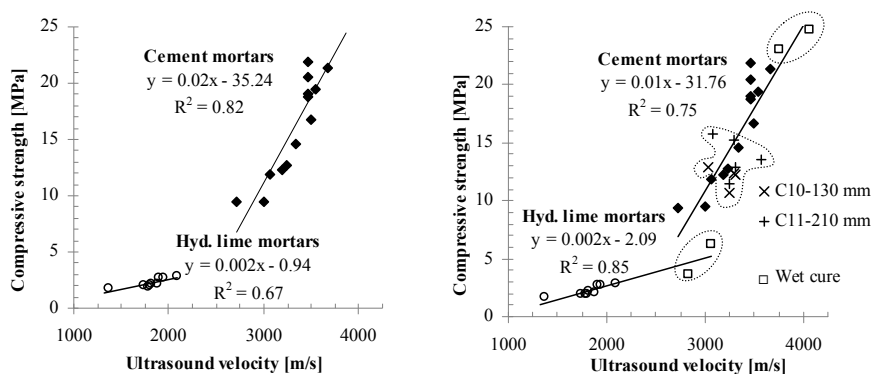 25
20
15
10
5
0
Compressive strength [MPa]
Cement mortars
y = 0.02x - 35.24
R² = 0.82
Hyd. lime mortars
y = 0.002x - 0.94
R² = 0.67
1000 2000 3000 4000
Ultrasound velocity [m/s]
25
20
15
10
5
0
Compressive strength [MPa]
Cement mortars
y = 0.01x - 31.76
R² = 0.75
Hyd. lime mortars
y = 0.002x - 2.09
R² = 0.85
C10-130 mm
C11-210 mm
Wet cure
1000 2000 3000 4000
Ultrasound velocity [m/s]